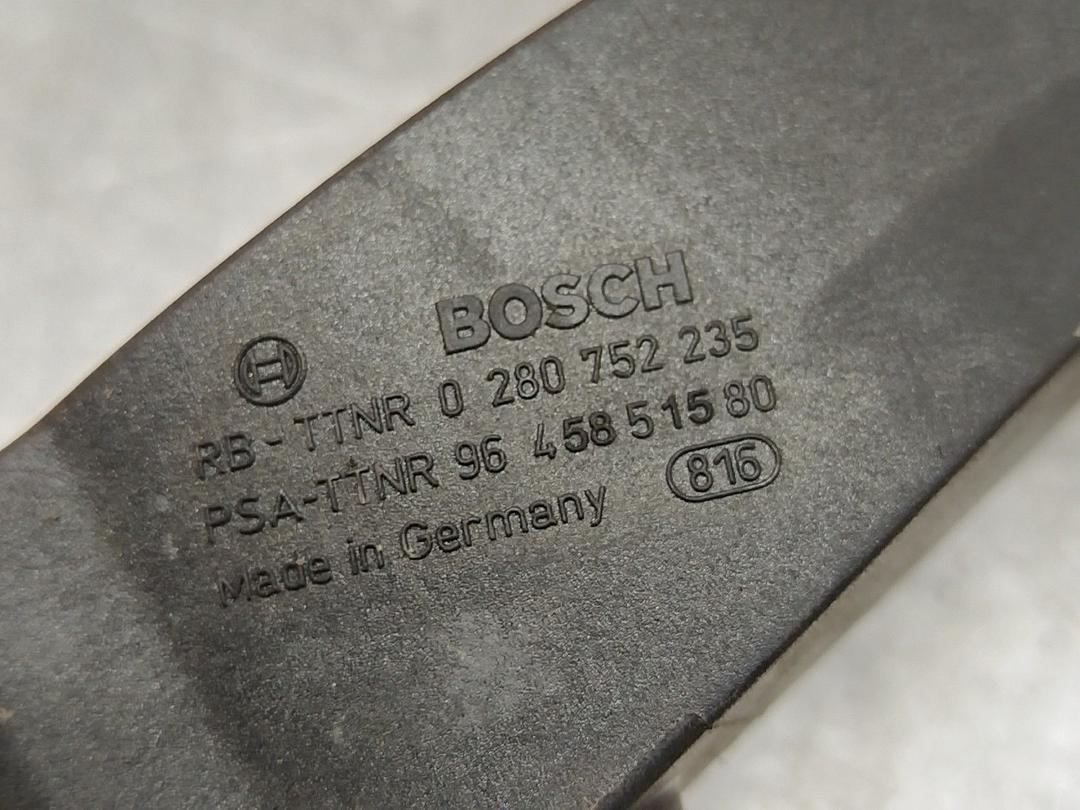 BOSCH
RB-TTNR 0 280 752 235
PSA-TTNR 96 458 515 80
Made in Germany 816